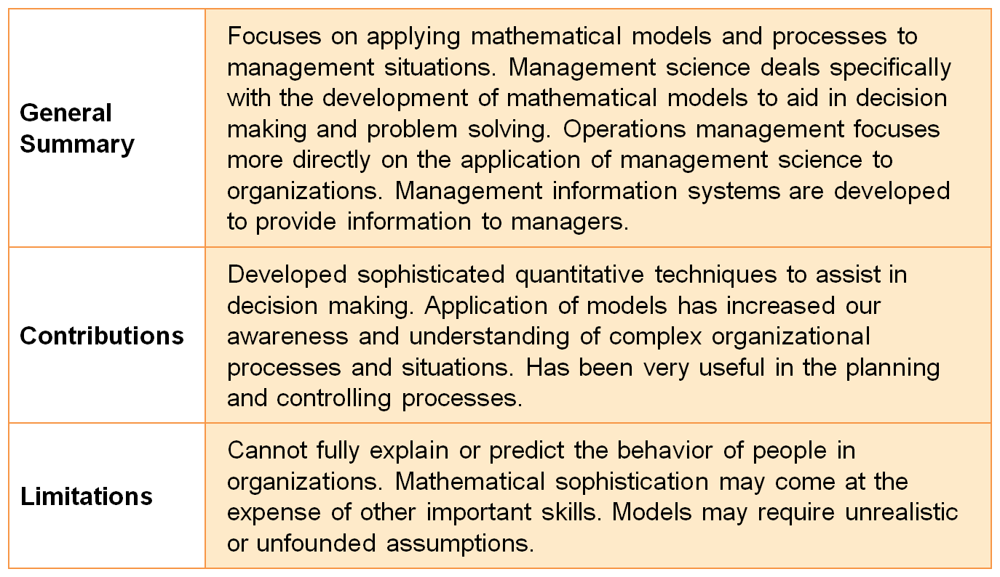 General
Summary
Focuses on applying mathematical models and processes to
management situations. Management science deals specifically
with the development of mathematical models to aid in decision
making and problem solving. Operations management focuses
more directly on the application of management science to
organizations. Management information systems are developed
to provide information to managers.
Contributions
Developed sophisticated quantitative techniques to assist in
decision making. Application of models has increased our
awareness and understanding of complex organizational
processes and situations. Has been very useful in the planning
and controlling processes.
Limitations
Cannot fully explain or predict the behavior of people in
organizations. Mathematical sophistication may come at the
expense of other important skills. Models may require unrealistic
or unfounded assumptions.